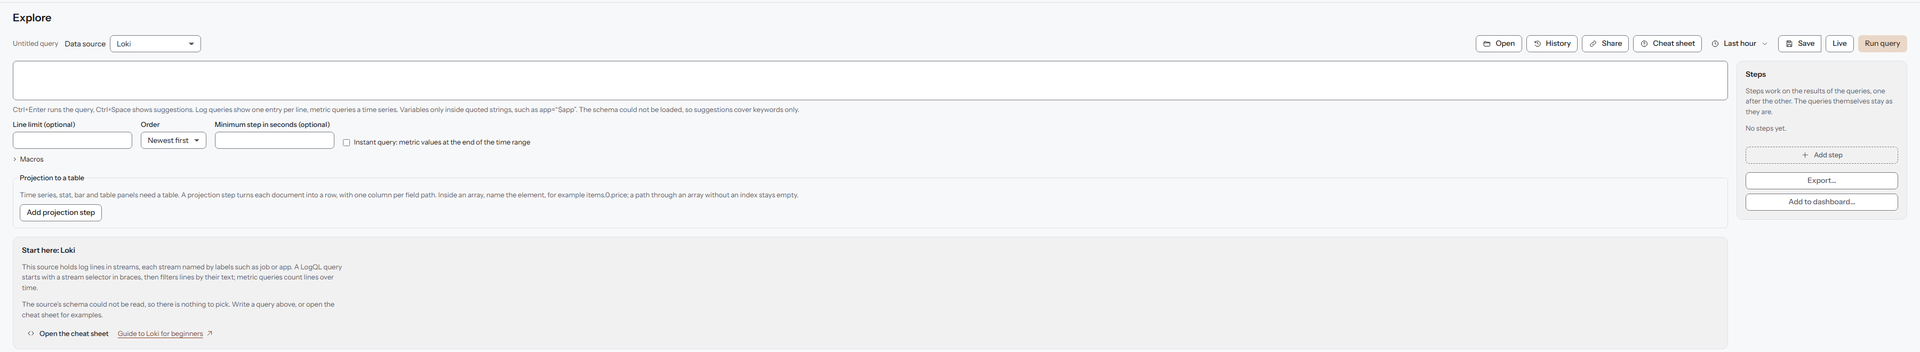 Explore
Untitled query Data source Loki Open History Share Cheat sheet Last hour Save Live Run query
Ctrl+Enter runs the query, Ctrl+Space shows suggestions. Log queries show one entry per line, metric queries a time series. Variables only inside quoted strings, such as app="$app". The schema could not be loaded, so suggestions cover keywords only.
Line limit (optional) Order Minimum step in seconds (optional)
Newest first Instant query: metric values at the end of the time range
Macros
Projection to a table
Time series, stat, bar and table panels need a table. A projection step turns each document into a row, with one column per field path. Inside an array, name the element, for example items.0.price; a path through an array without an index stays empty.
Add projection step
Start here: Loki
This source holds log lines in streams, each stream named by labels such as job or app. A LogQL query
starts with a stream selector in braces, then filters lines by their text; metric queries count lines over
time.
The source's schema could not be read, so there is nothing to pick. Write a query above, or open the
cheat sheet for examples.
Open the cheat sheet Guide to Loki for beginners
Steps
Steps work on the results of the queries, one
after the other. The queries themselves stay as
they are.
No steps yet.
Add step
Export...
Add to dashboard...